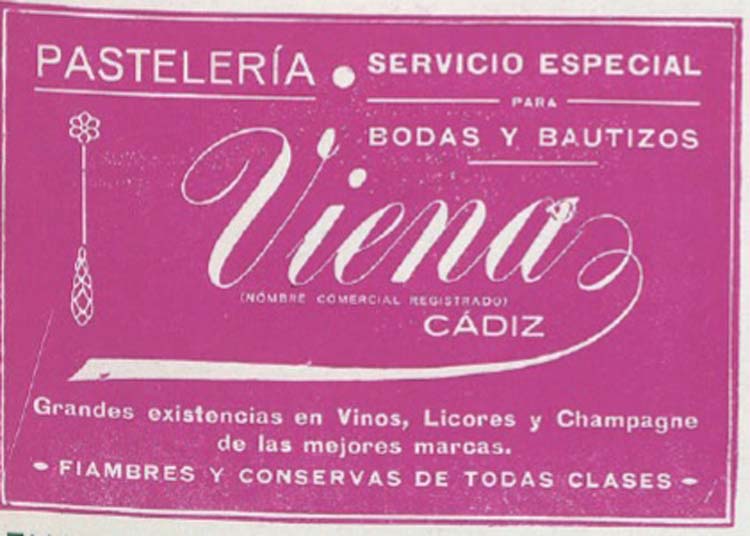 PASTELERÍA
SERVICIO ESPECIAL
PARA
BODAS Y BAUTIZOS
Viena
(NOMBRE COMERCIAL REGISTRADO)
CÁDIZ
Grandes existencias en Vinos, Licores y Champagne
de las mejores marcas.
FIAMBRES Y CONSERVAS DE TODAS CLASES